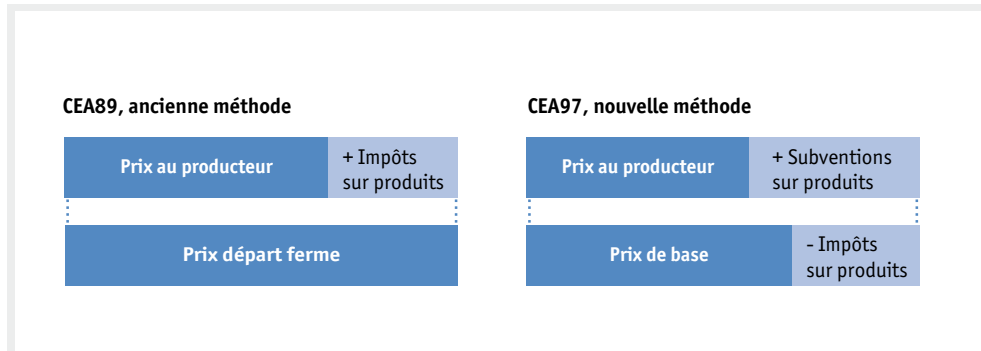 CEA89, ancienne méthode
Prix au producteur
+ Impôts
sur produits
Prix départ ferme
CEA97, nouvelle méthode
Prix au producteur
+ Subventions
sur produits
Prix de base
- Impôts
sur produits